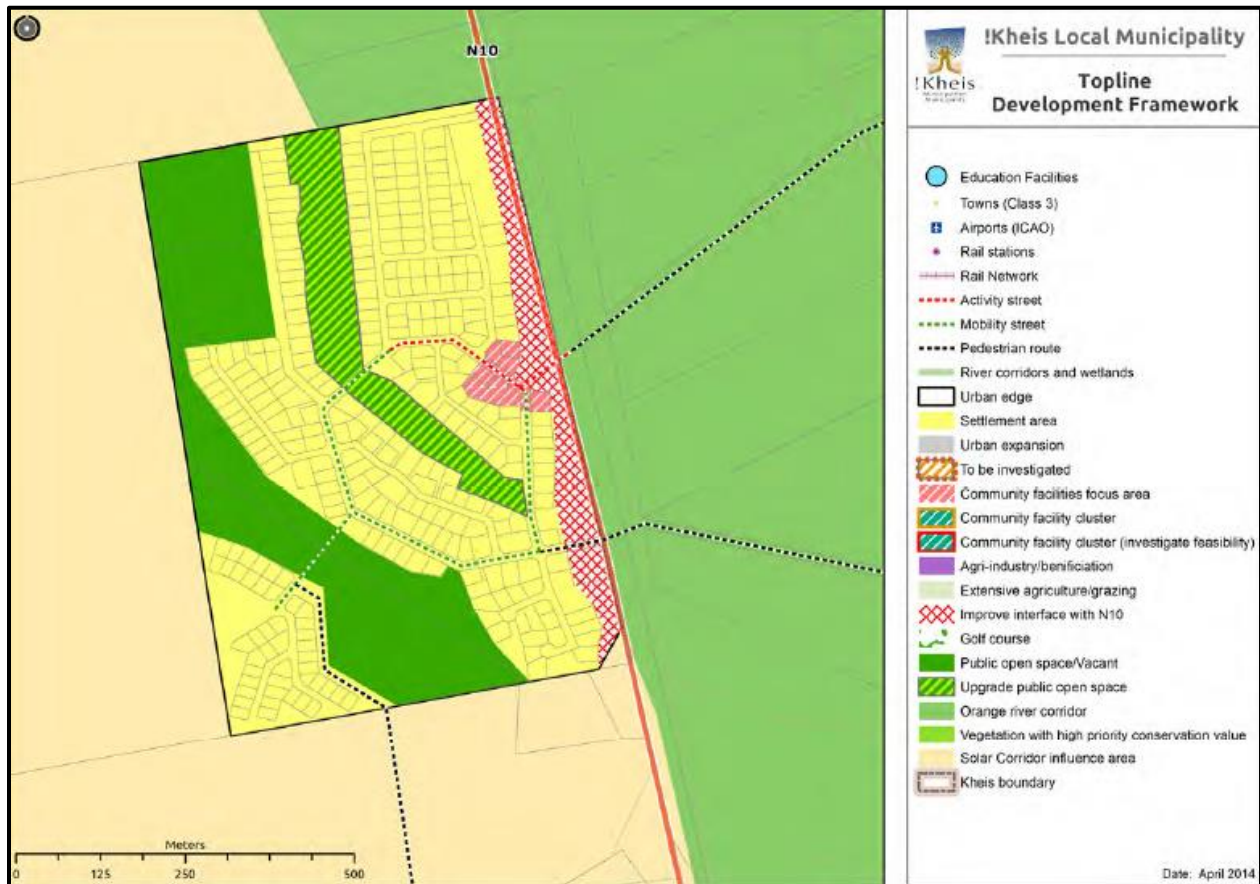 N10
!Kheis Local Municipality
!Kheis
Topline
Development Framework
Education Facilities
Towns (Class 3)
Airports (ICAO)
Rail stations
Rail Network
Activity street
Mobility street
Pedestrian route
River corridors and wetlands
Urban edge
Settlement area
Urban expansion
To be investigated
Community facilities focus area
Community facility cluster
Community facility cluster (investigate feasibility)
Agri-industry/benificiation
Extensive agriculture/grazing
Improve interface with N10
Golf course
Public open space/Vacant
Upgrade public open space
Orange river corridor
Vegetation with high priority conservation value
Solar Corridor influence area
Kheis boundary
Meters
0 125 250 500
Date: April 2014